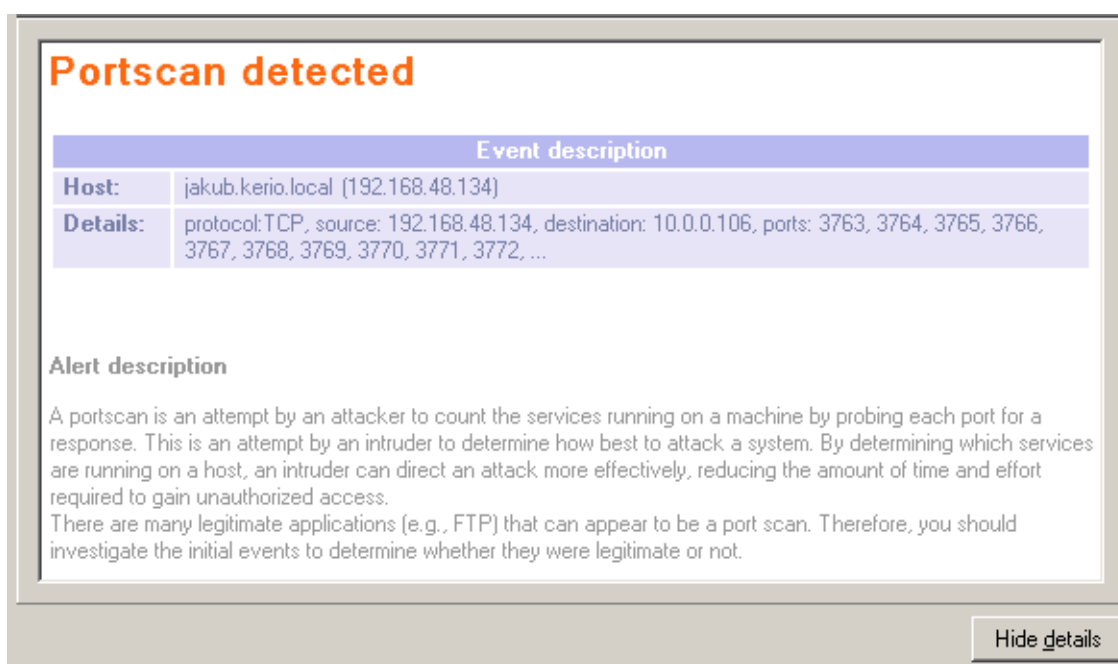 Portscan detected
Event description
Host: jakub.kerio.local (192.168.48.134)
Details: protocol:TCP, source: 192.168.48.134, destination: 10.0.0.106, ports: 3763, 3764, 3765, 3766,
3767, 3768, 3769, 3770, 3771, 3772, ...
Alert description
A portscan is an attempt by an attacker to count the services running on a machine by probing each port for a
response. This is an attempt by an intruder to determine how best to attack a system. By determining which services
are running on a host, an intruder can direct an attack more effectively, reducing the amount of time and effort
required to gain unauthorized access.
There are many legitimate applications (e.g., FTP) that can appear to be a port scan. Therefore, you should
investigate the initial events to determine whether they were legitimate or not.
Hide details